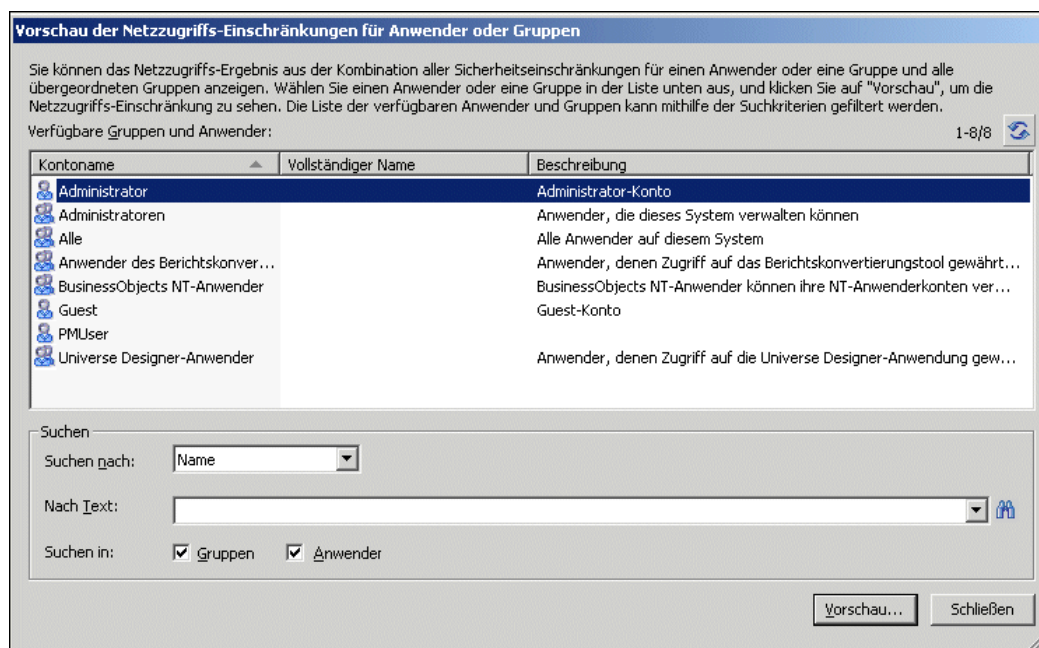 Vorschau der Netzzugriffs-Einschränkungen für Anwender oder Gruppen
Sie können das Netzzugriffs-Ergebnis aus der Kombination aller Sicherheitseinschränkungen für einen Anwender oder eine Gruppe und alle
übergeordneten Gruppen anzeigen. Wählen Sie einen Anwender oder eine Gruppe in der Liste unten aus, und klicken Sie auf "Vorschau", um die
Netzzugriffs-Einschränkung zu sehen. Die Liste der verfügbaren Anwender und Gruppen kann mithilfe der Suchkriterien gefiltert werden.
Verfügbare Gruppen und Anwender: 1-8/8
Kontoname Vollständiger Name Beschreibung
Administrator Administrator-Konto
Administratoren Anwender, die dieses System verwalten können
Alle Alle Anwender auf diesem System
Anwender des Berichtskonver... Anwender, denen Zugriff auf das Berichtskonvertierungstool gewährt...
BusinessObjects NT-Anwender BusinessObjects NT-Anwender können ihre NT-Anwenderkonten ver...
Guest Guest-Konto
PMUser
Universe Designer-Anwender Anwender, denen Zugriff auf die Universe Designer-Anwendung gew...
Suchen
Suchen nach: Name
Nach Text:
Suchen in: Gruppen Anwender
Vorschau... Schließen